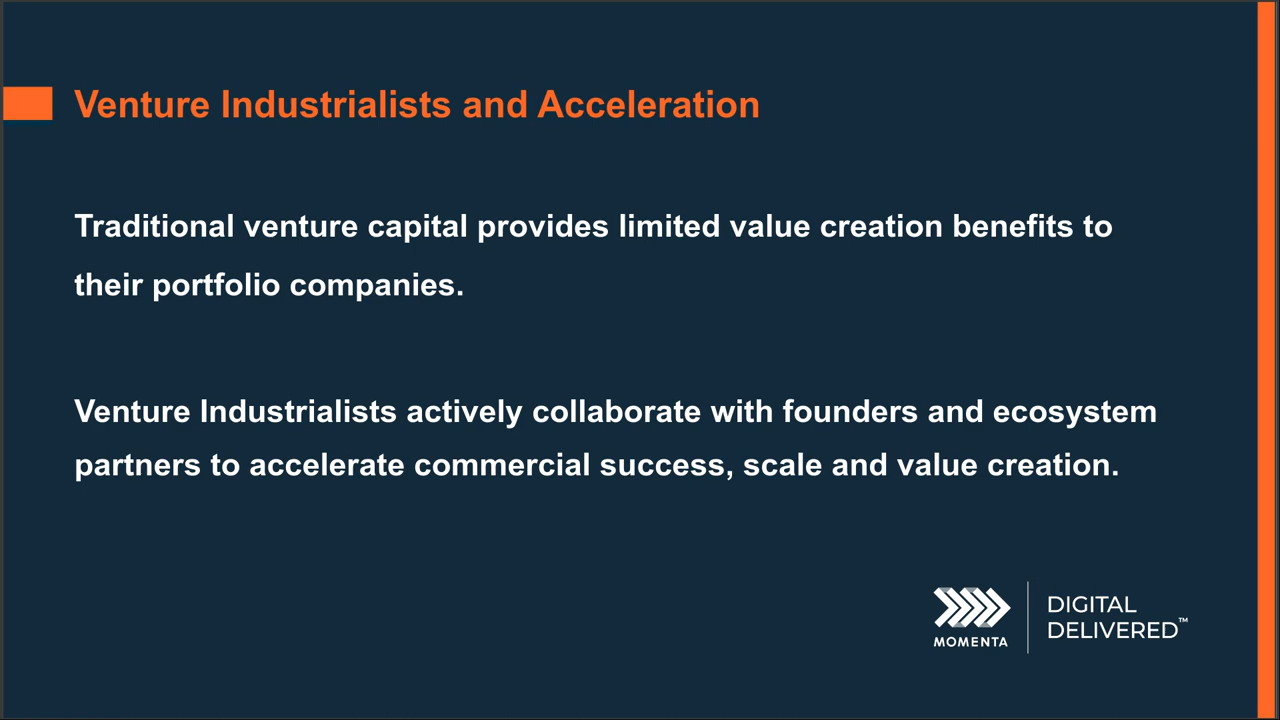 Venture Industrialists and Acceleration
Traditional venture capital provides limited value creation benefits to
their portfolio companies.
Venture Industrialists actively collaborate with founders and ecosystem
partners to accelerate commercial success, scale and value creation.
MOMENTA
DIGITAL
DELIVERED™